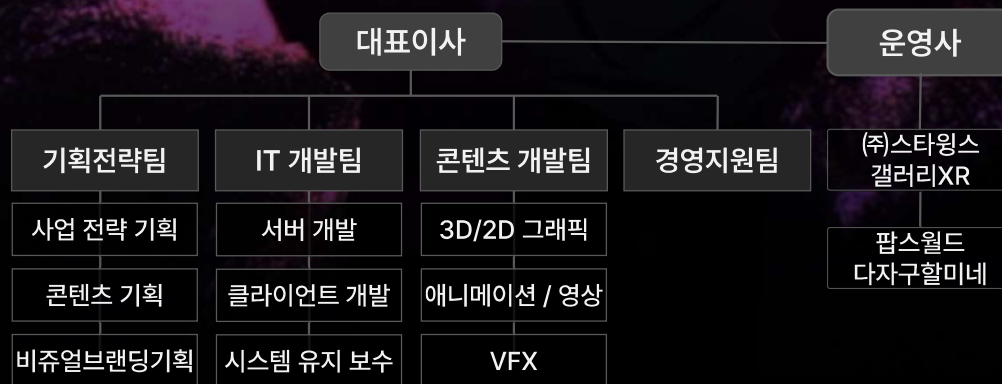 대표이사
운영사
기획전략팀
IT 개발팀
콘텐츠 개발팀
경영지원팀
㈜스타윙스
갤러리XR
사업 전략 기획
서버 개발
3D/2D 그래픽
팝스월드
다자구할미네
콘텐츠 기획
클라이언트 개발
애니메이션 / 영상
비쥬얼브랜딩기획
시스템 유지 보수
VFX